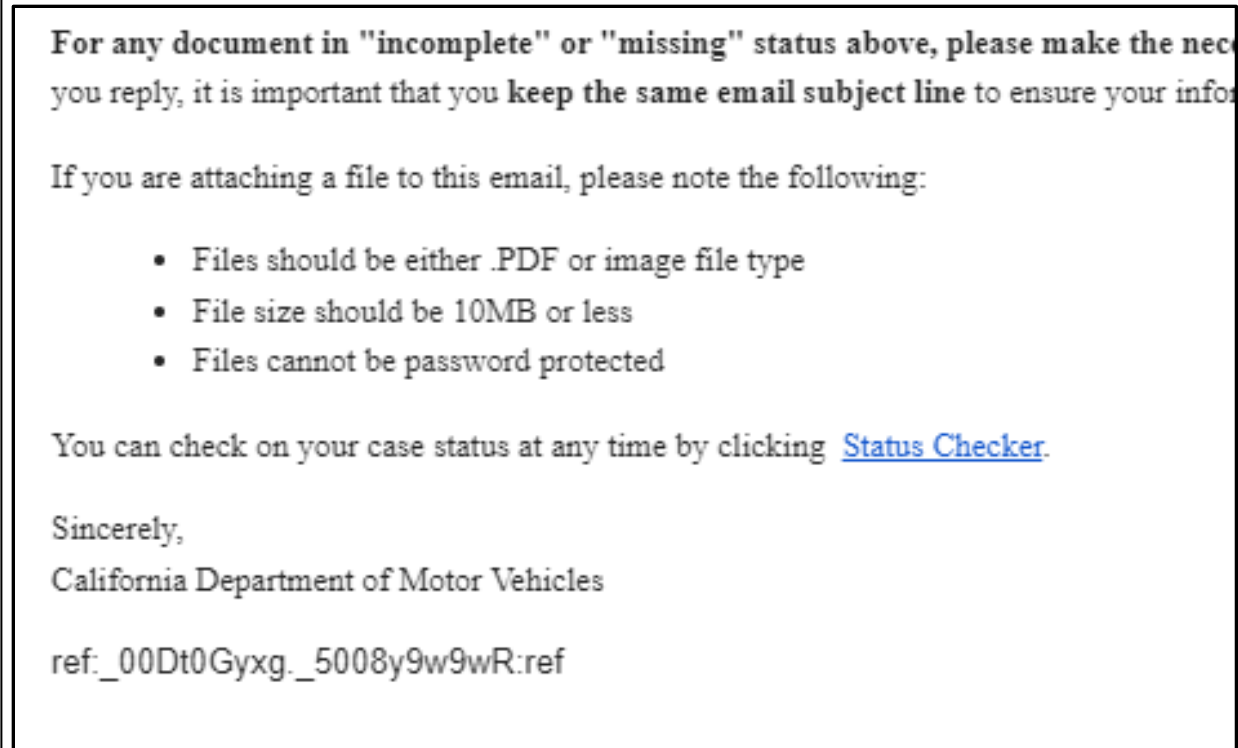 For any document in "incomplete" or "missing" status above, please make the
you reply, it is important that you keep the same email subject line to ensure your
If you are attaching a file to this email, please note the following:
• Files should be either .PDF or image file type
• File size should be 10MB or less
• Files cannot be password protected
You can check on your case status at any time by clicking Status Checker.
Sincerely,
California Department of Motor Vehicles
ref:_00Dt0Gyxg._5008y9w9wR:ref